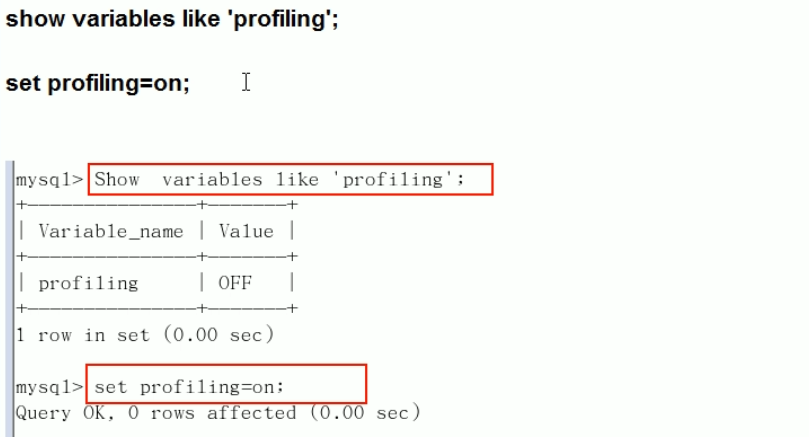 show variables like 'profiling';
set profiling=on;
mysql> Show  variables like 'profiling';
+---------------+-------+
| Variable_name | Value |
+---------------+-------+
| profiling     | OFF   |
+---------------+-------+
1 row in set (0.00 sec)
mysql> set profiling=on;
Query OK, 0 rows affected (0.00 sec)